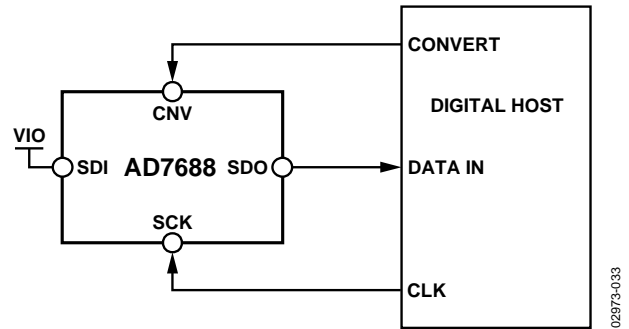 CONVERT
DIGITAL HOST
CNV
VIO
SDI
AD7688
SDO
DATA IN
SCK
CLK
02973-033